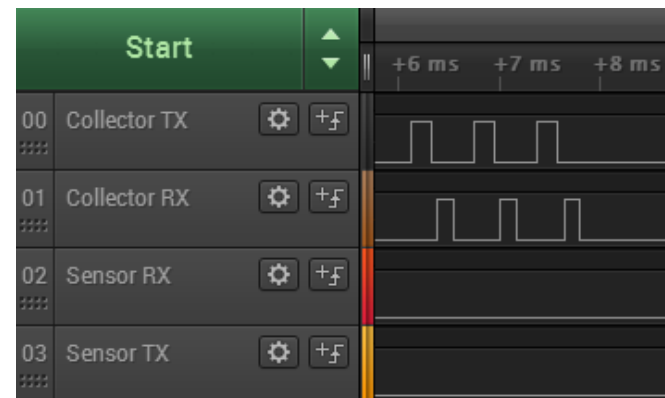 Start
+6 ms +7 ms +8 ms
00 Collector TX
01 Collector RX
02 Sensor RX
03 Sensor TX